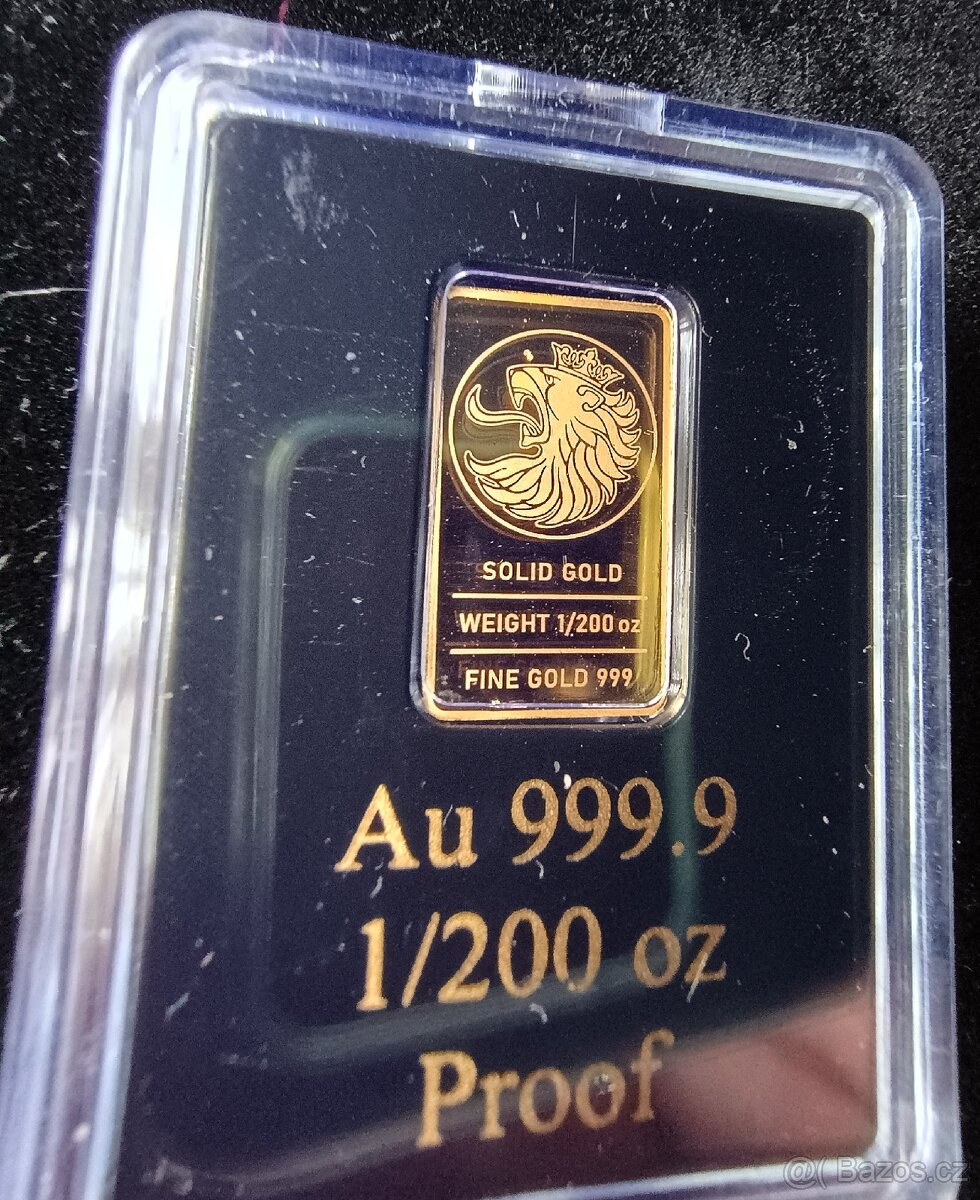 SOLID GOLD
WEIGHT 1/200 oz
FINE GOLD 999
Au 999.9
1/200 oz
Proof
@( Bazos.cz